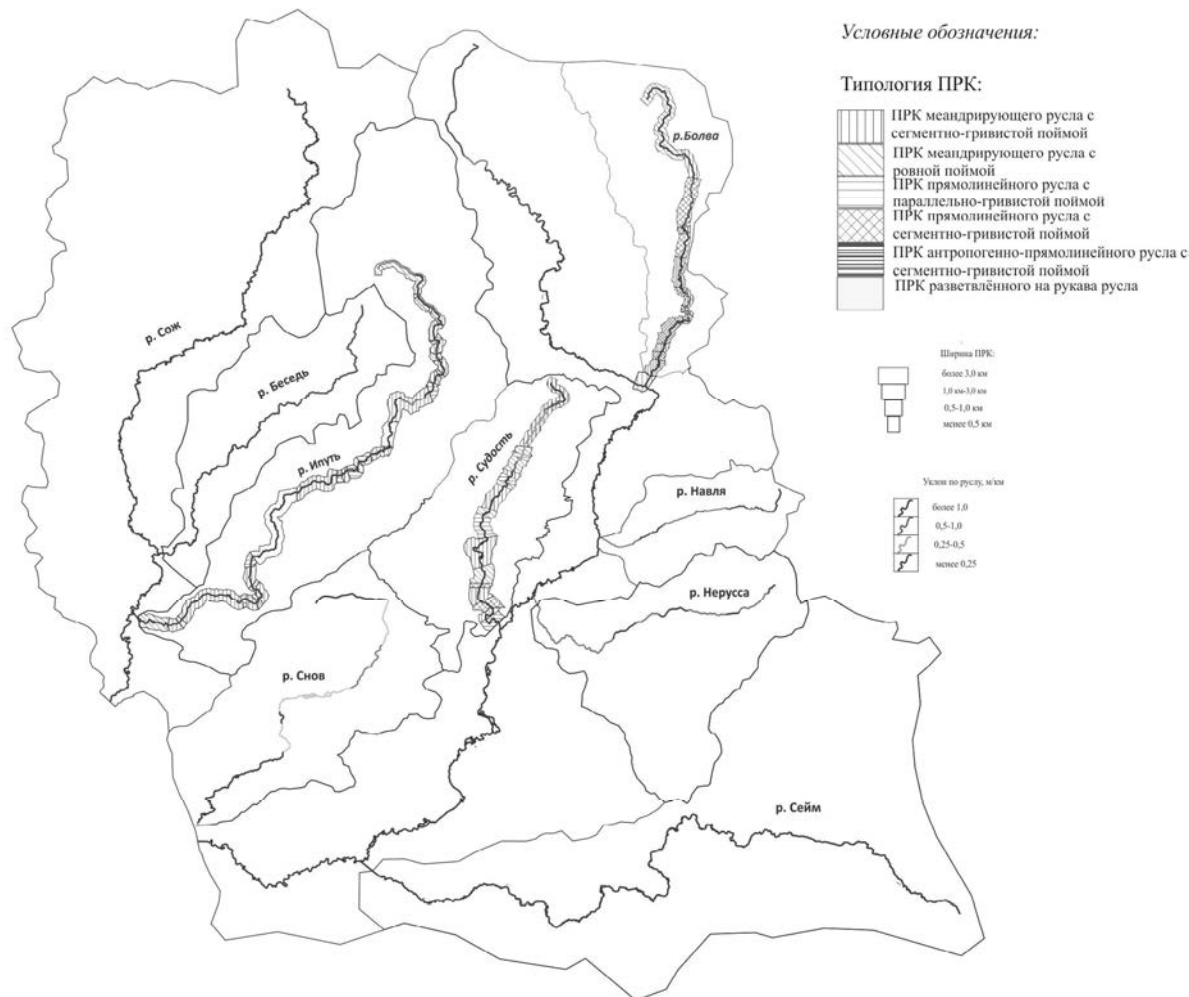 Условные обозначения:
Типология ПРК:
ПРК меандрирующего русла с
сегментно-гривистой поймой
ПРК меандрирующего русла с
ровной поймой
ПРК прямолинейного русла с
параллельно-гривистой поймой
ПРК прямолинейного русла с
сегментно-гривистой поймой
ПРК антропогенно-прямолинейного русла с
сегментно-гривистой поймой
ПРК разветвлённого на рукава русла
Ширина ПРК:
более 3,0 км
1,0 км-3,0 км
0,5-1,0 км
менее 0,5 км
Уклон по руслу, м/км
более 1,0
0,5-1,0
0,25-0,5
менее 0,25
р.Болва
р. Сож
р. Беседь
р. Ипуть
р. Судость
р. Навля
р. Нерусса
р. Снов
р. Сейм